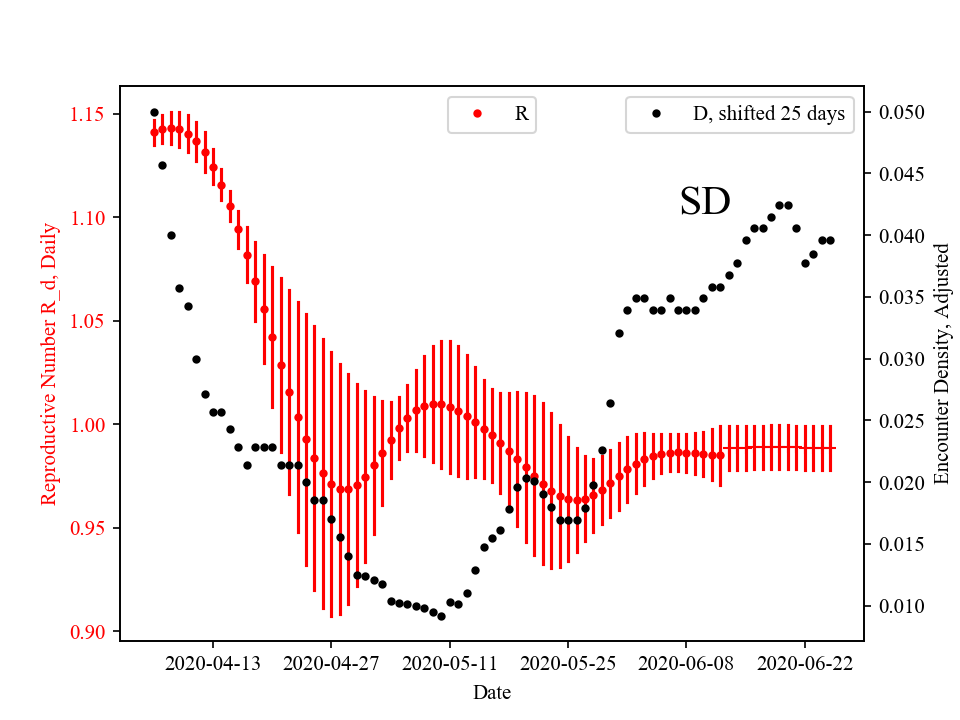 R
D, shifted 25 days
SD
1.15
1.10
1.05
1.00
0.95
0.90
Reproductive Number R_d, Daily
0.050
0.045
0.040
0.035
0.030
0.025
0.020
0.015
0.010
Encounter Density, Adjusted
2020-04-13 2020-04-27 2020-05-11 2020-05-25 2020-06-08 2020-06-22
Date